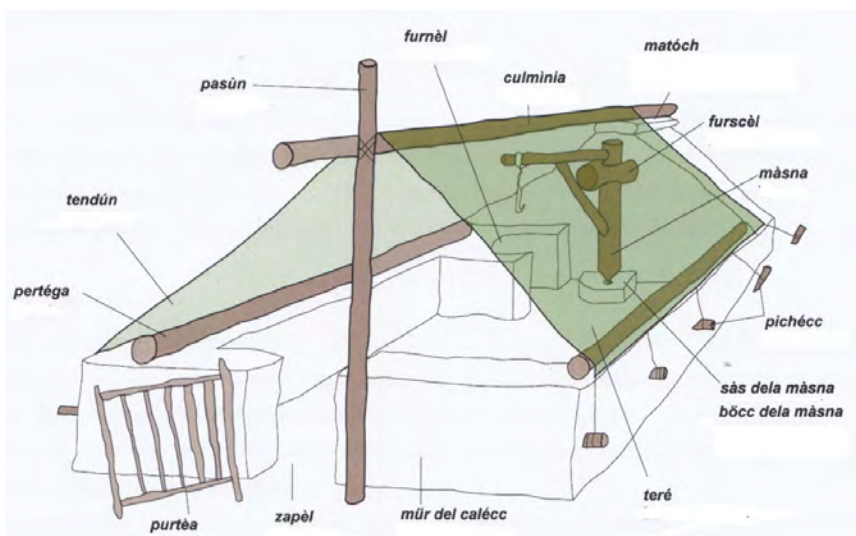 furnèl
matóch
pasùn
culmìnia
furscèl
màsna
tendún
pertéga
pichécc
sàs dela màsna
böcc dela màsna
teré
purtèa
zapèl
mür del calécc